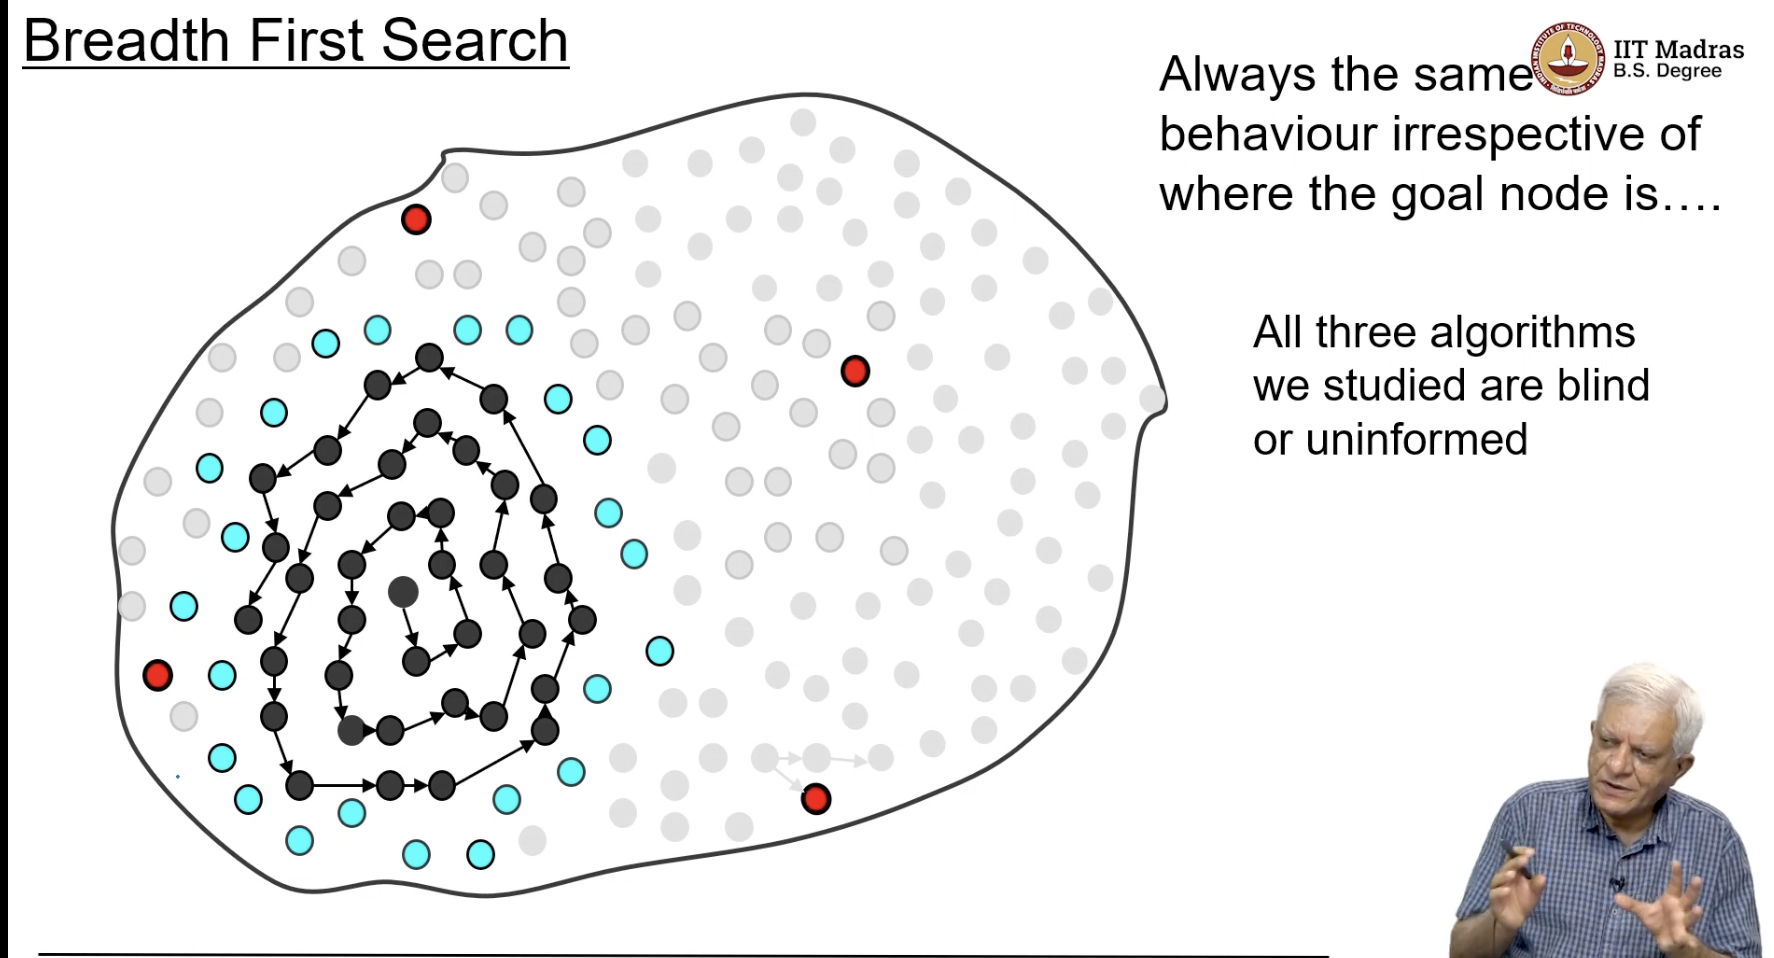 Breadth First Search
IIT Madras
B.S. Degree
Always the same
behaviour irrespective of
where the goal node is....
All three algorithms
we studied are blind
or uninformed